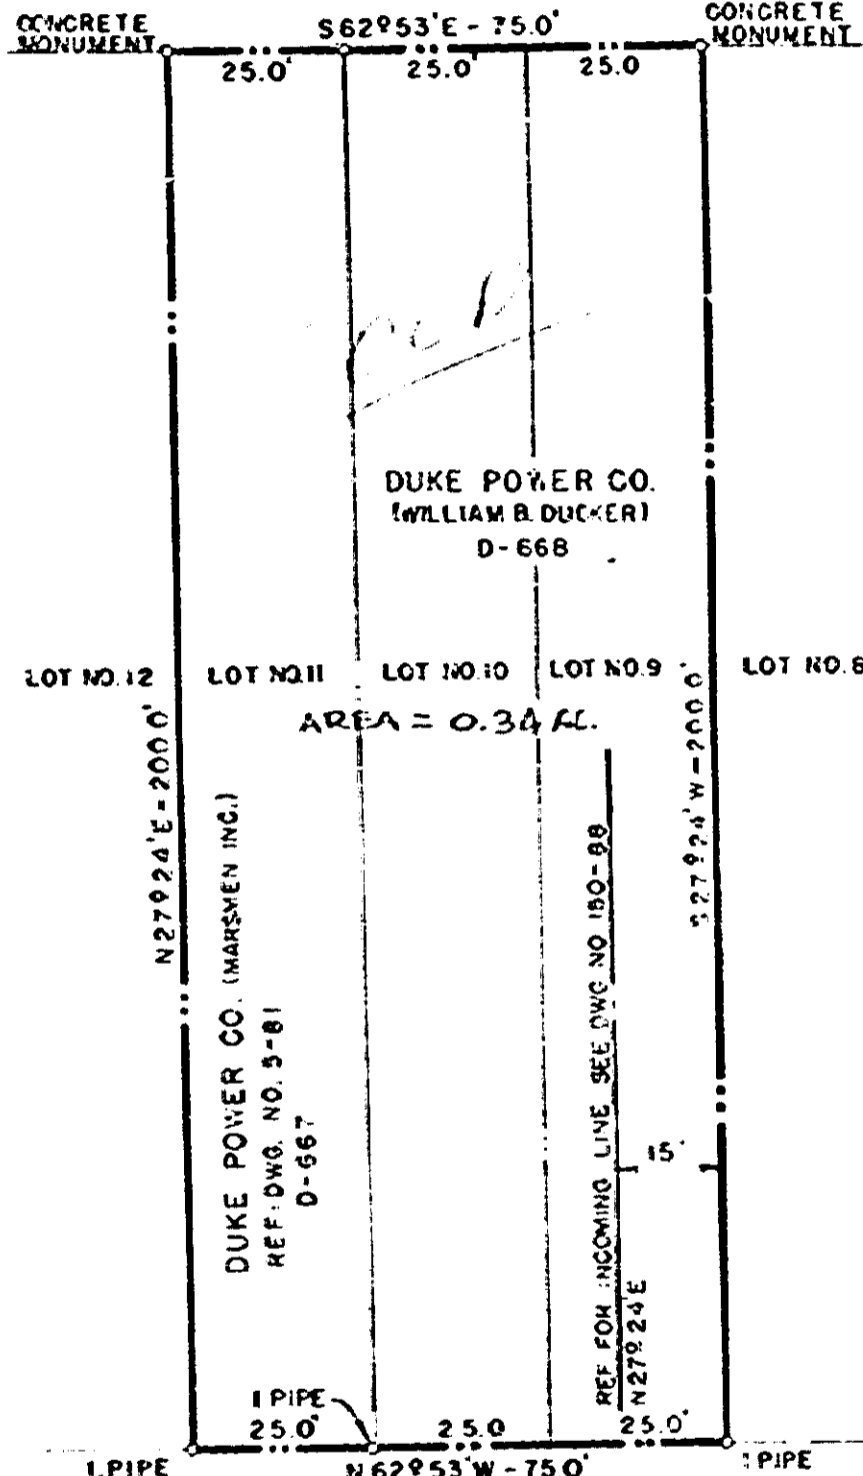 CONCRETE
MONUMENT
S62°53'E - 75.0'
CONCRETE
MONUMENT
25.0'
25.0'
25.0
DUKE POWER CO.
(WILLIAM B. DUCKER)
D-668
LOT NO. 12
LOT NO. 11
LOT NO. 10
LOT NO. 9
LOT NO. 8
AREA = 0.34 AC.
N27°24'E - 200.0'
S27°24'W - 200.0'
DUKE POWER CO. (MARSMEN INC.)
REF: DWG. NO. 5-81
D-667
REF FOR INCOMING LINE SEE DWG NO 180-88
N27°24'E
15'
1 PIPE
25.0'
25.0
25.0'
1. PIPE
N62°53'W - 75.0'
1 PIPE